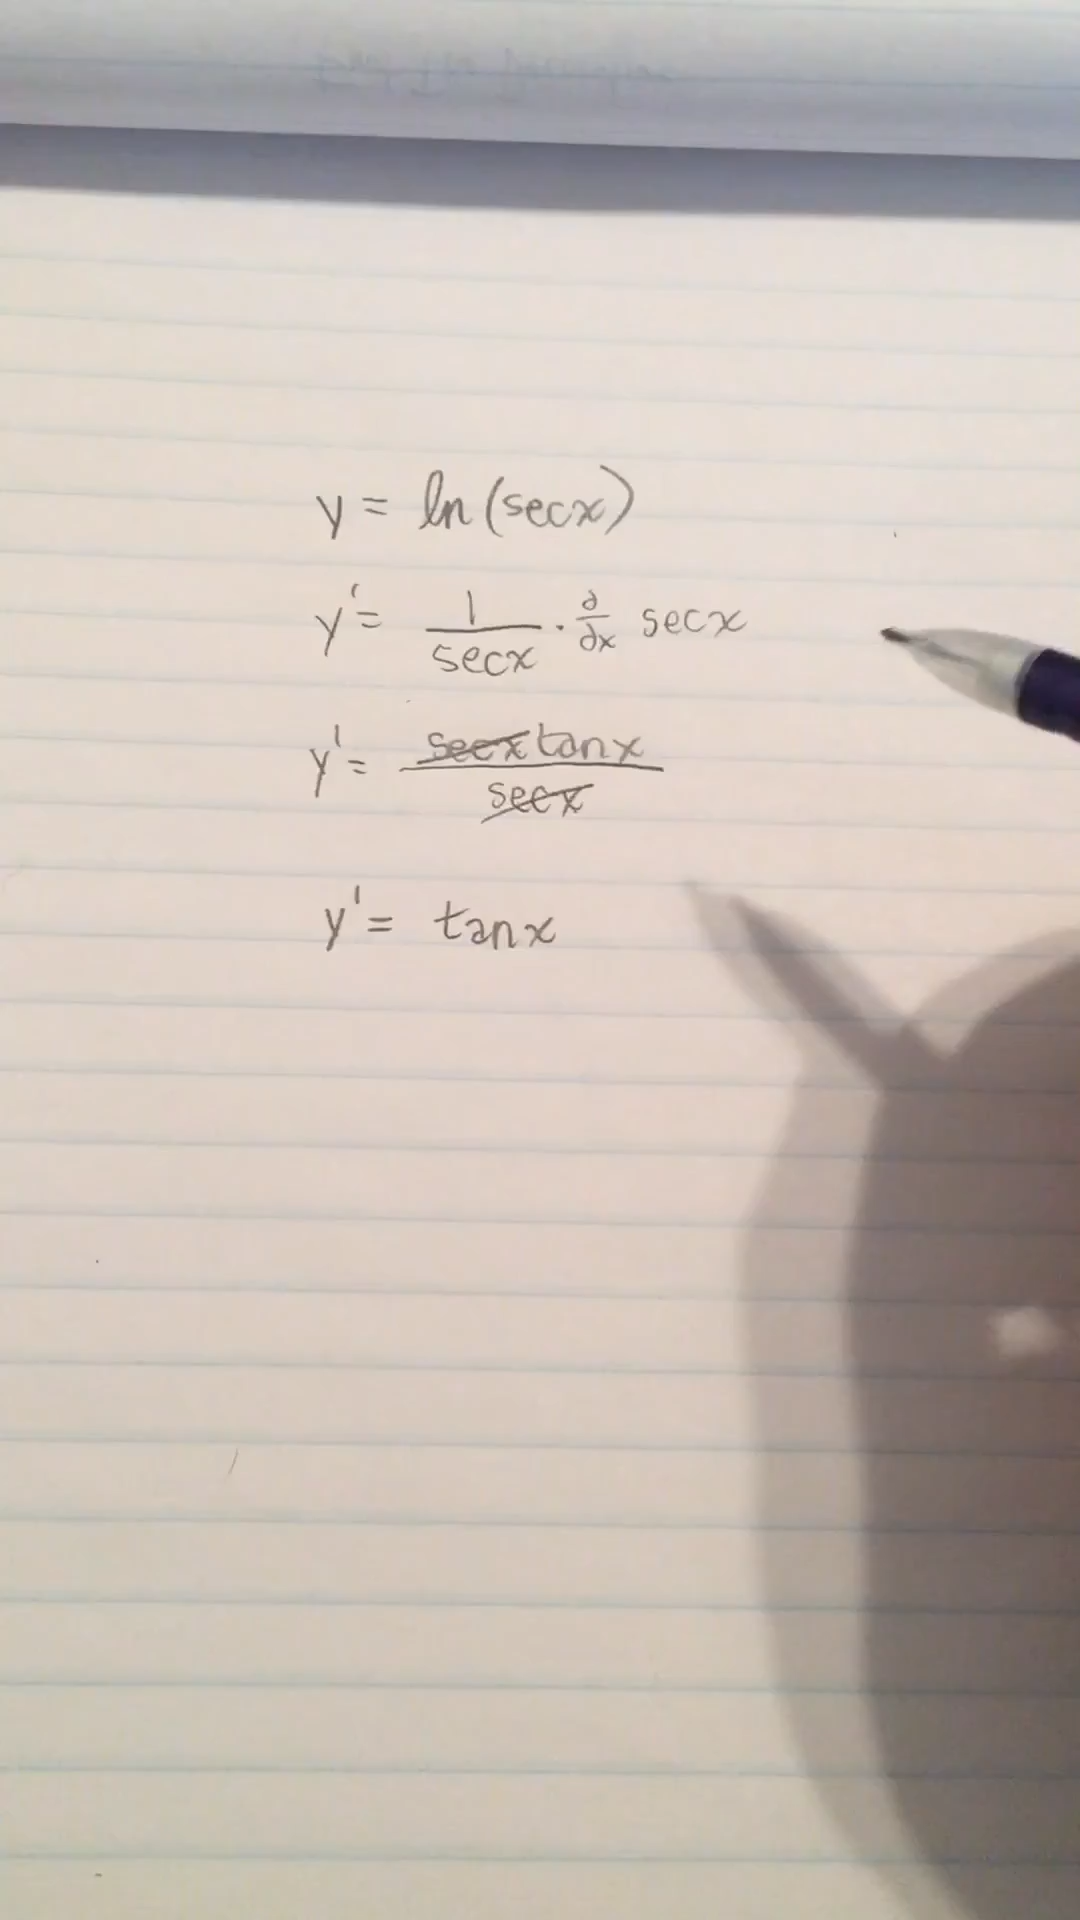 y = ln(secx)
y' = 1/secx · ∂/∂x secx
y' = secx tanx/secx
y' = tanx